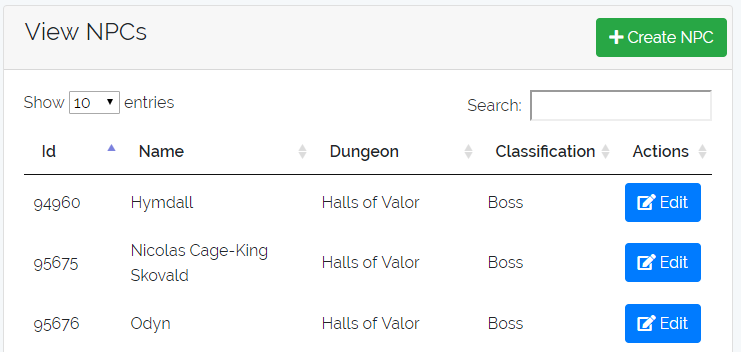 View NPCs
Create NPC
Show 10 entries
Search:
Id Name Dungeon Classification Actions
94960 Hymdall Halls of Valor Boss Edit
95675 Nicolas Cage-King Skovald Halls of Valor Boss Edit
95676 Odyn Halls of Valor Boss Edit